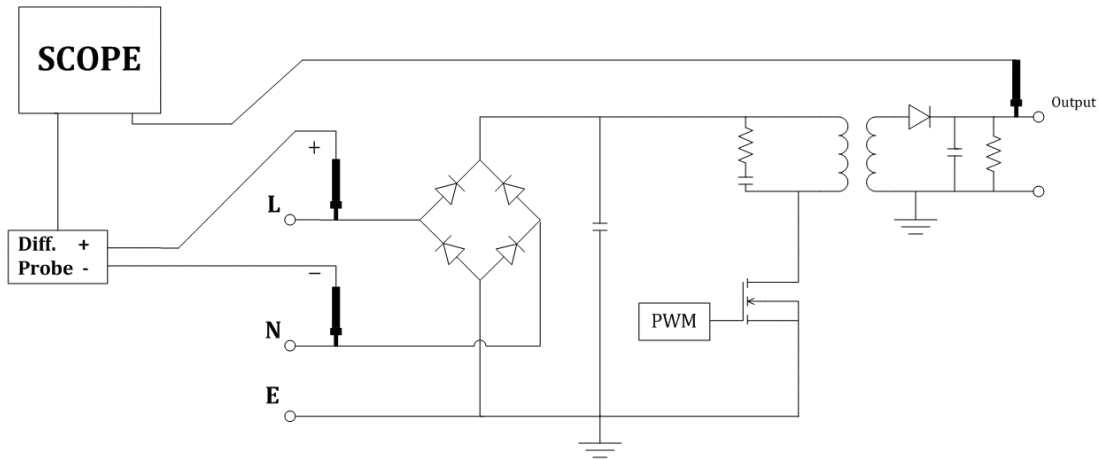 SCOPE
Output
+
L
Diff. +
Probe -
−
N
PWM
E